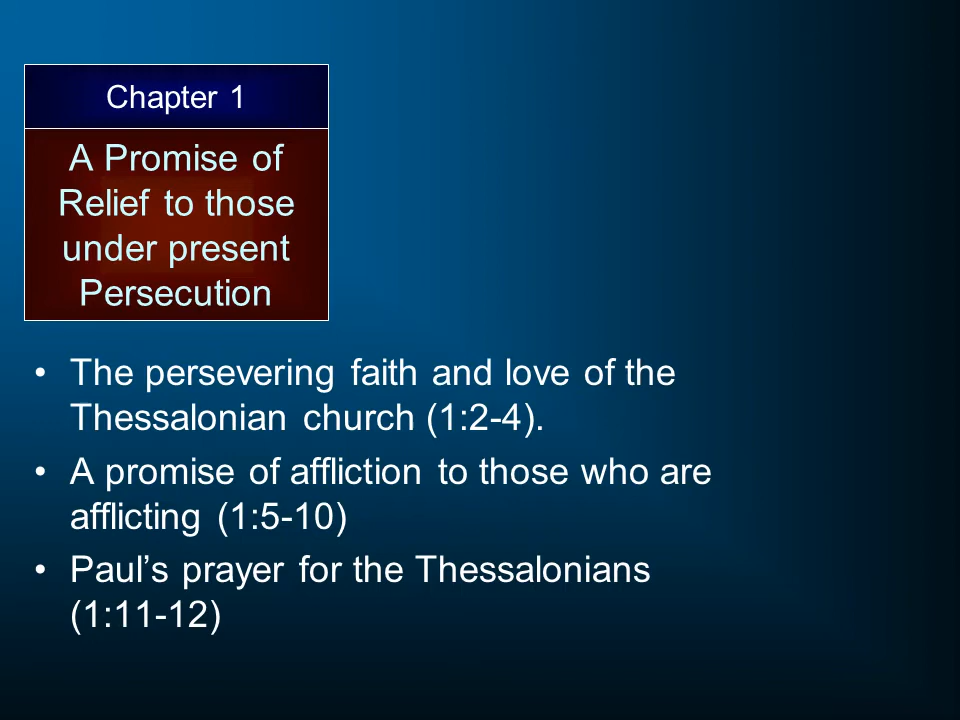 Chapter 1
A Promise of
Relief to those
under present
Persecution
• The persevering faith and love of the
Thessalonian church (1:2-4).
• A promise of affliction to those who are
afflicting (1:5-10)
• Paul’s prayer for the Thessalonians
(1:11-12)